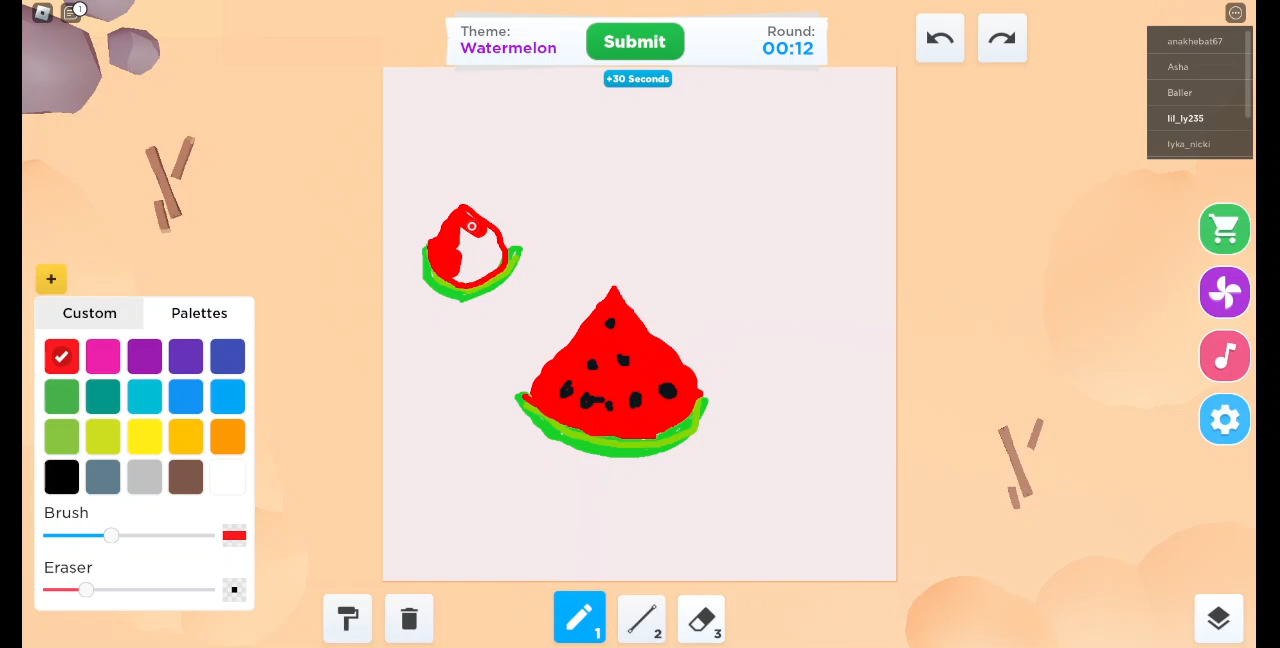 1
Theme:
Watermelon
Submit
Round:
00:12
+30 Seconds
anakhebat67
Asha
Baller
lil_ly235
lyka_nicki
+
Custom
Palettes
Brush
Eraser
1
2
3